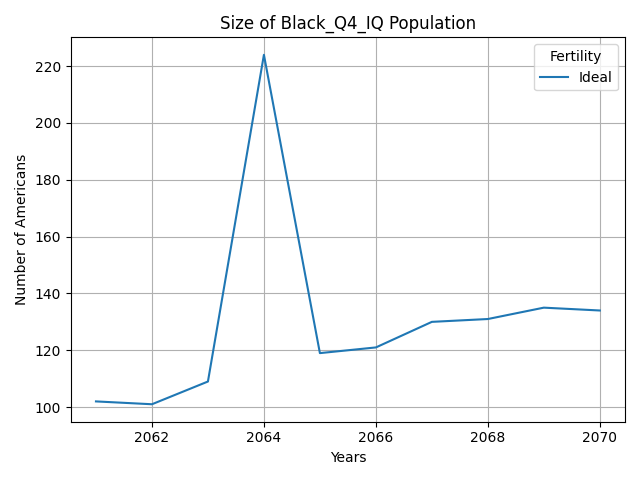 Size of Black_Q4_IQ Population
Fertility
Ideal
Number of Americans
220
200
180
160
140
120
100
2062
2064
2066
2068
2070
Years